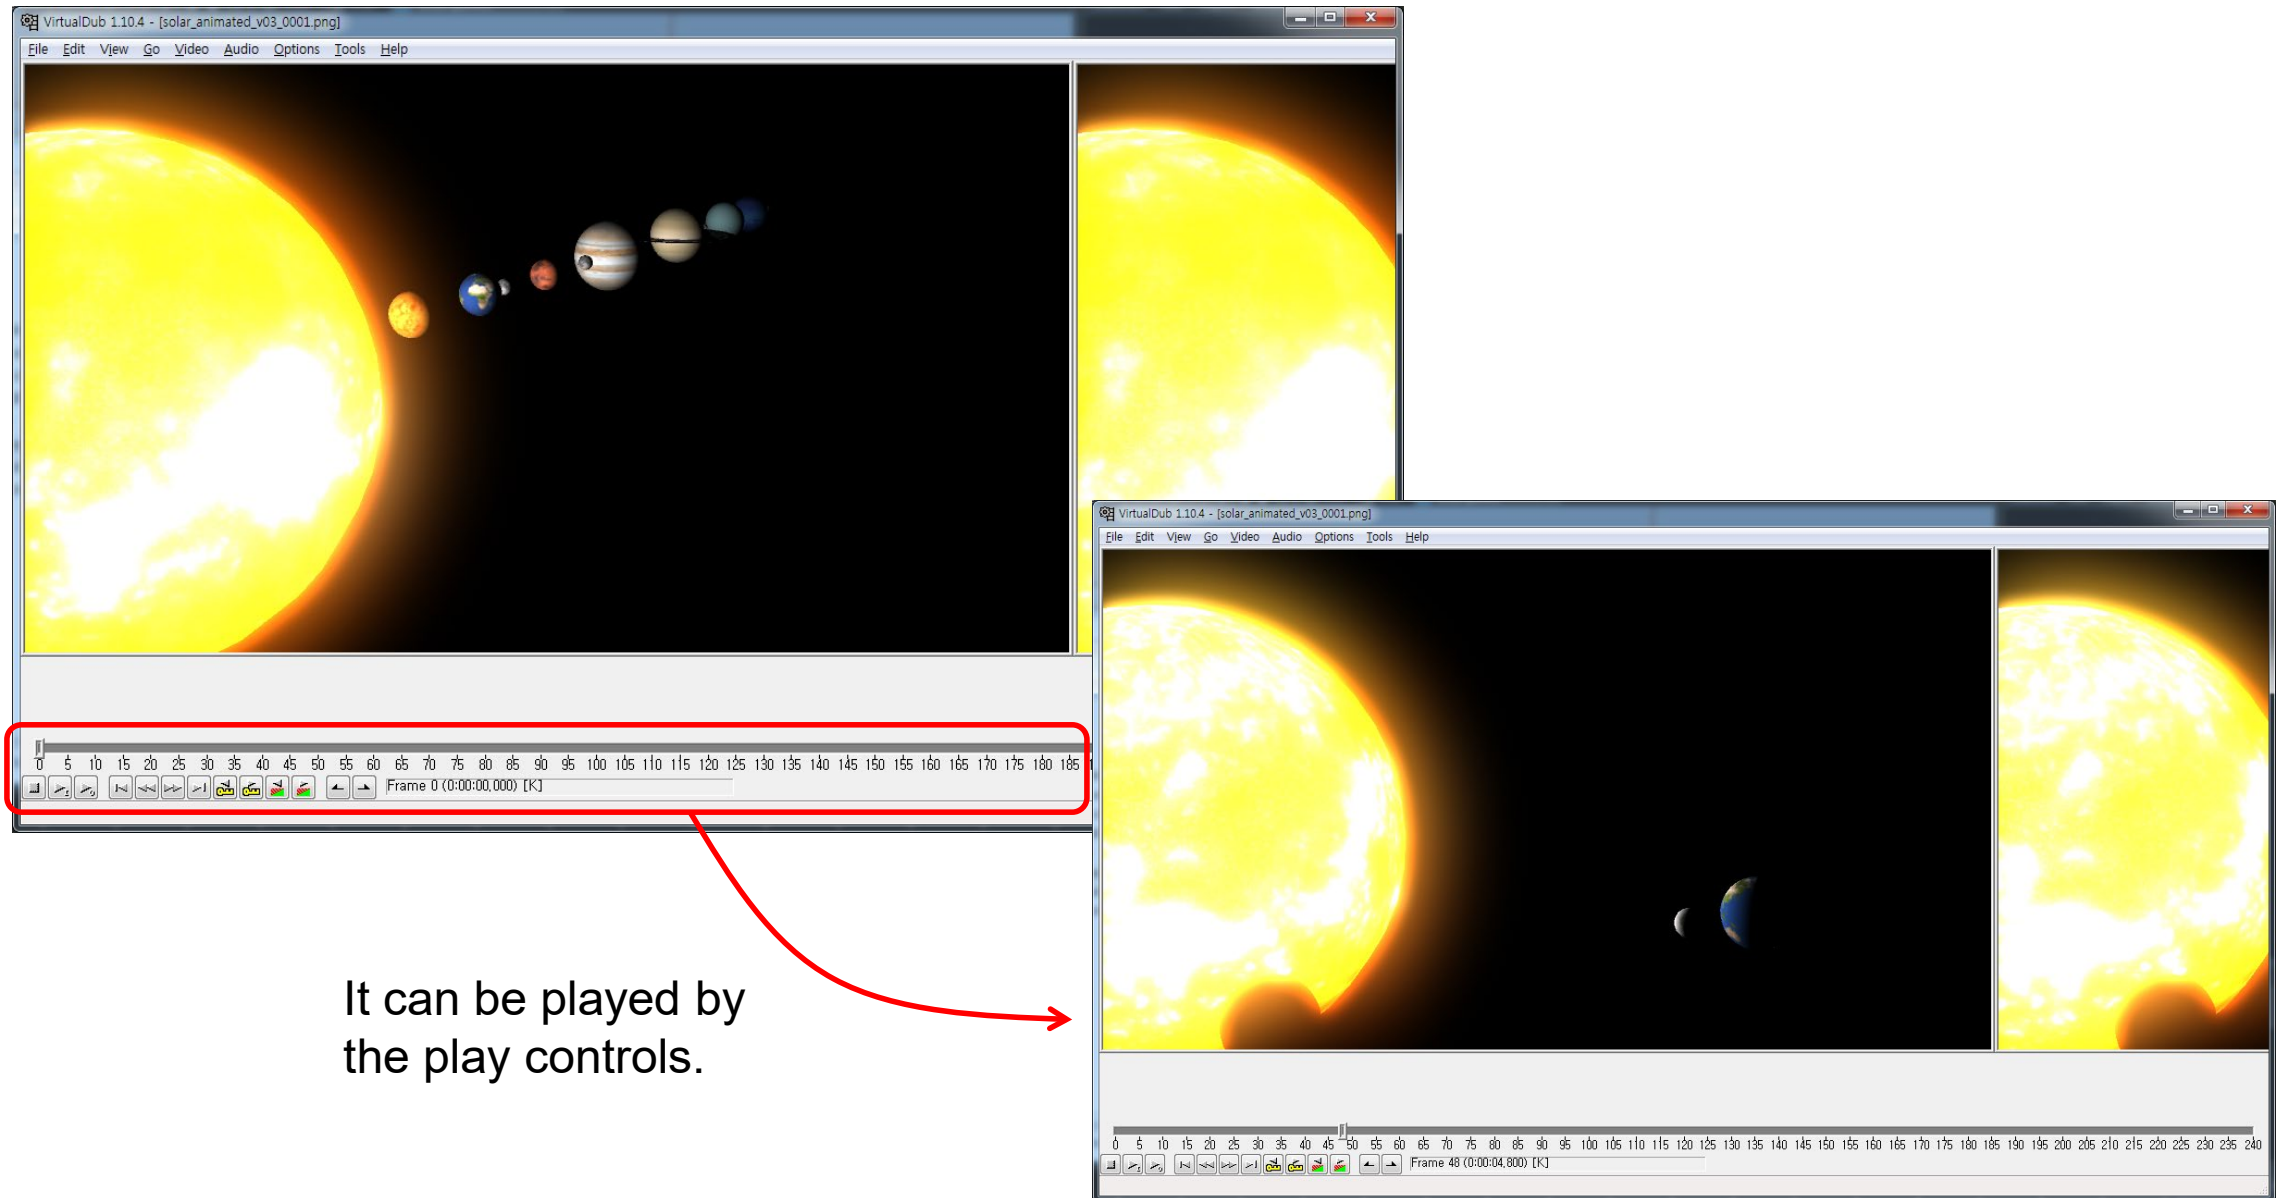 VirtualDub 1.10.4 - [solar_animated_v03_0001.png]
File Edit View Go Video Audio Options Tools Help
0 5 10 15 20 25 30 35 40 45 50 55 60 65 70 75 80 85 90 95 100 105 110 115 120 125 130 135 140 145 150 155 160 165 170 175 180 185
Frame 0 (0:00:00,000) [K]
It can be played by
the play controls.
VirtualDub 1.10.4 - [solar_animated_v03_0001.png]
File Edit View Go Video Audio Options Tools Help
0 5 10 15 20 25 30 35 40 45 50 55 60 65 70 75 80 85 90 95 100 105 110 115 120 125 130 135 140 145 150 155 160 165 170 175 180 185 190 195 200 205 210 215 220 225 230 235 240
Frame 48 (0:00:04,800) [K]